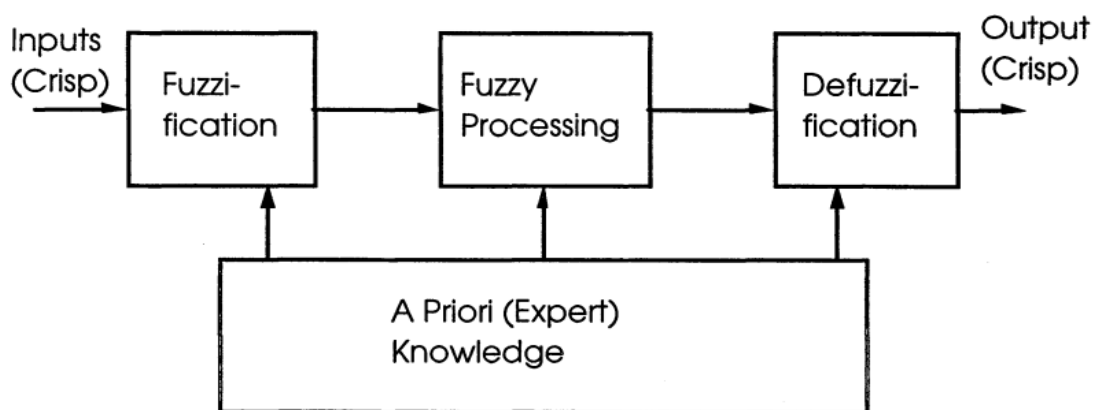 Inputs
(Crisp)
Fuzzi-
fication
Fuzzy
Processing
Defuzzi-
fication
Output
(Crisp)
A Priori (Expert)
Knowledge